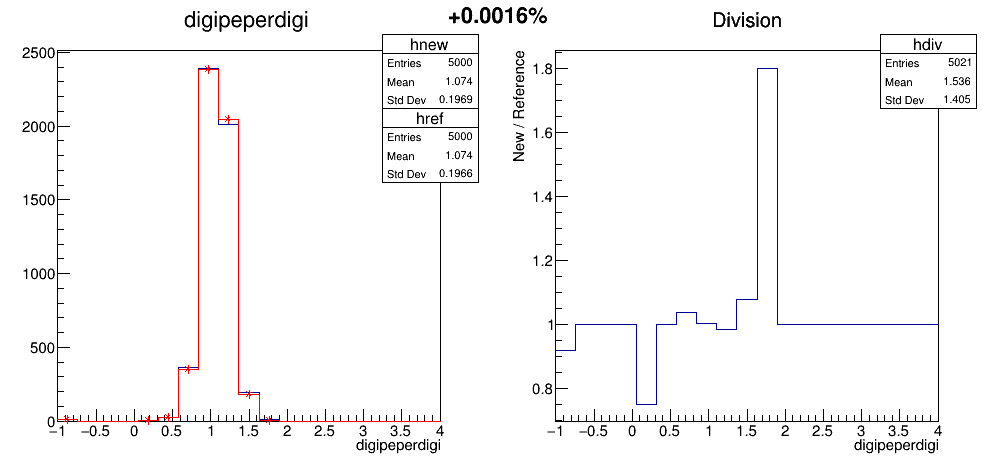 +0.0016%
digipeperdigi
hnew
Entries 5000
Mean 1.074
Std Dev 0.1969
href
Entries 5000
Mean 1.074
Std Dev 0.1966
2500
2000
1500
1000
500
0
−1 −0.5 0 0.5 1 1.5 2 2.5 3 3.5 4
digipeperdigi
Division
hdiv
Entries 5021
Mean 1.536
Std Dev 1.405
New / Reference
1.8
1.6
1.4
1.2
1
0.8
−1 −0.5 0 0.5 1 1.5 2 2.5 3 3.5 4
digipeperdigi